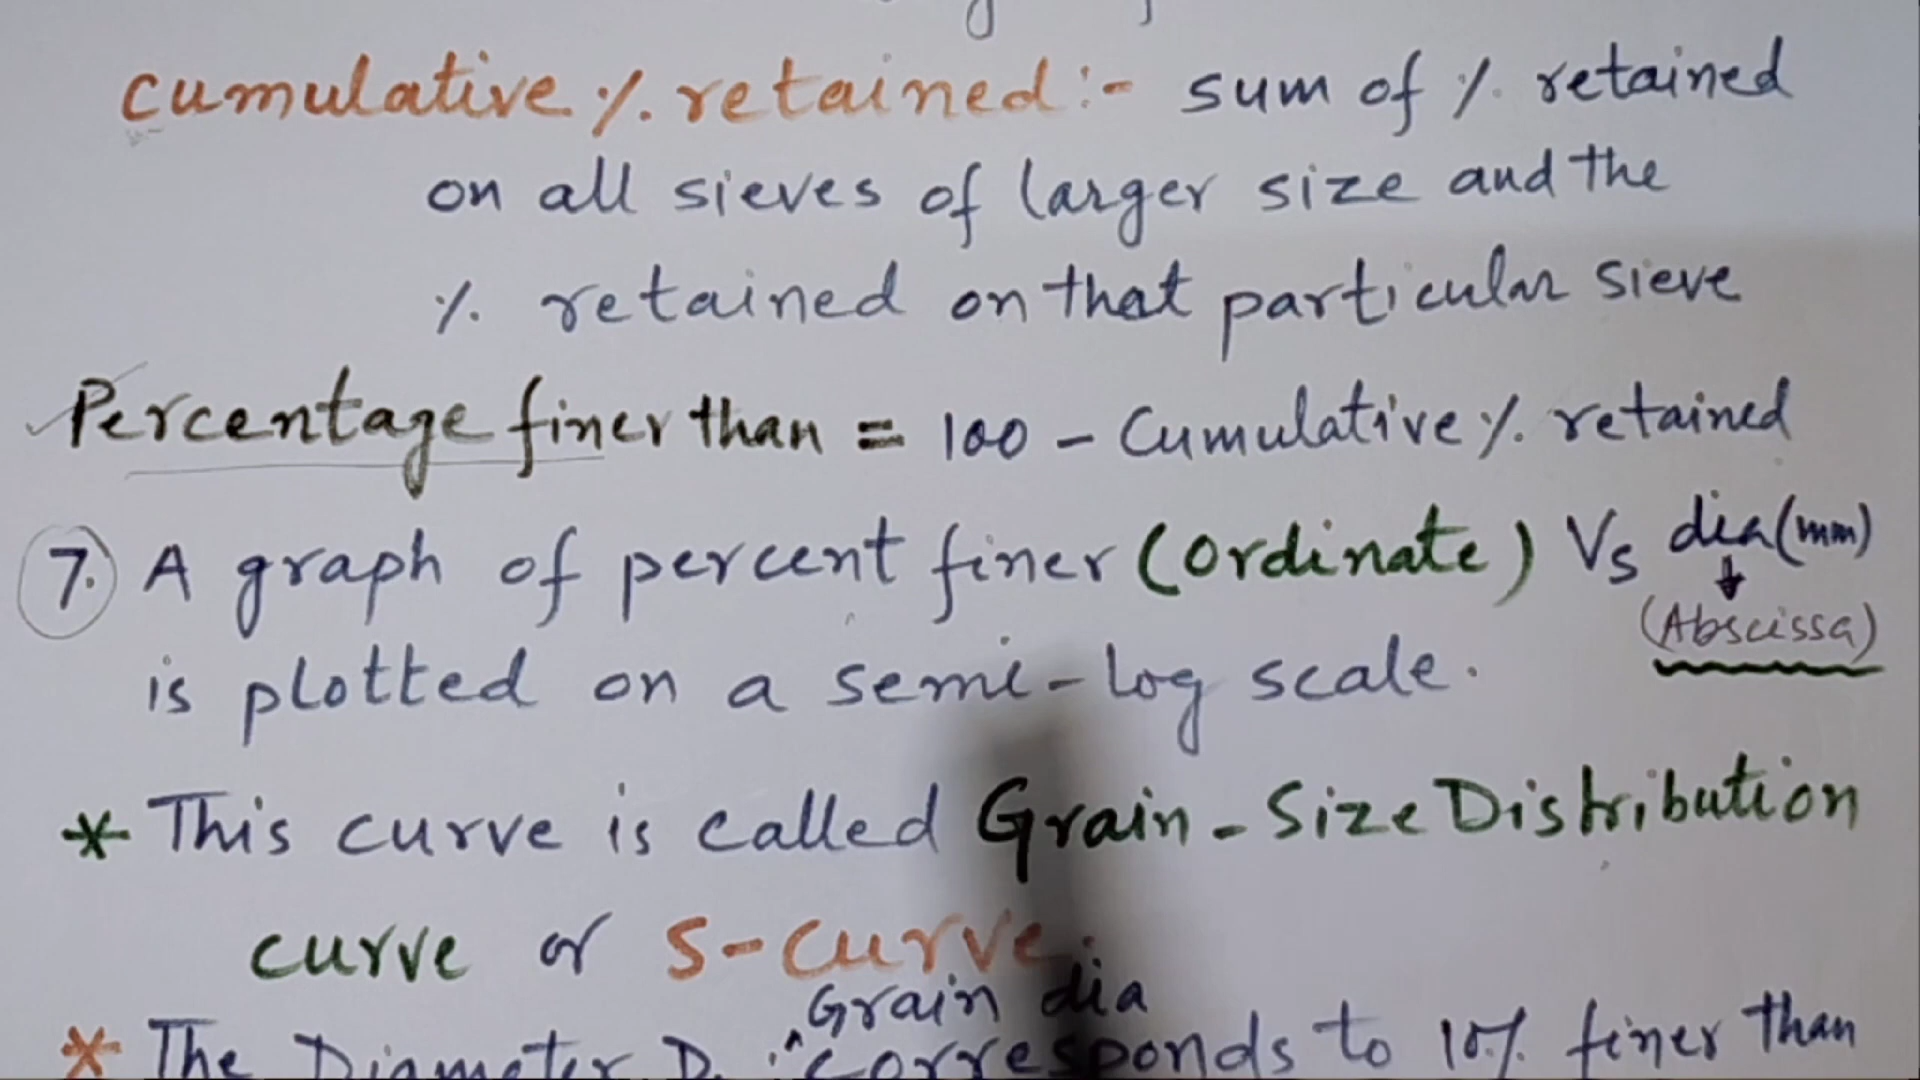 cumulative % retained :- sum of % retained
on all sieves of larger size and the
% retained on that particular sieve
Percentage finer than = 100 - Cumulative % retained
7. A graph of percent finer (Ordinate) Vs dia (mm)
(Abscissa)
is plotted on a semi-log scale.
* This curve is called Grain-Size Distribution
curve or S-curve.
Grain dia
* The Diameter D corresponds to 10% finer than